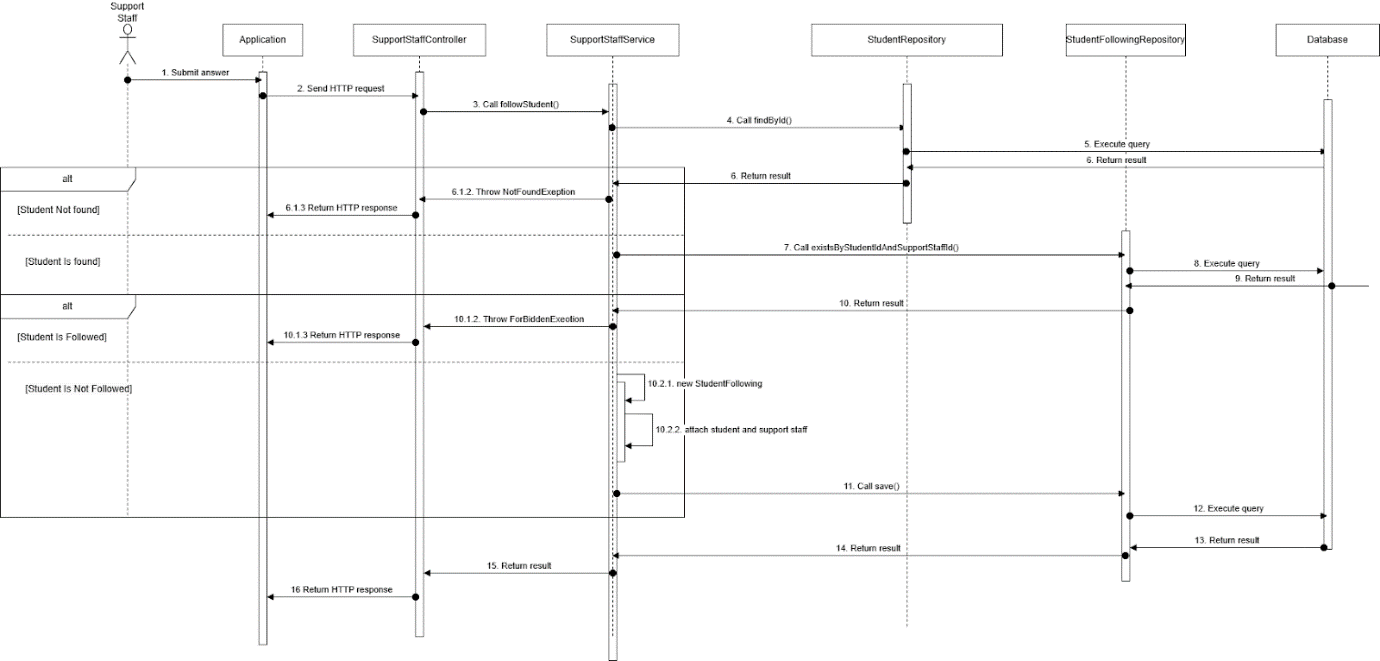 Support
Staff
Application
SupportStaffController
SupportStaffService
StudentRepository
StudentFollowingRepository
Database
1. Submit answer
2. Send HTTP request
3. Call followStudent()
4. Call findById()
5. Execute query
6. Return result
alt
6. Return result
6.1.2. Throw NotFoundExeption
[Student Not found]
6.1.3 Return HTTP response
7. Call existsByStudentIdAndSupportStaffId()
[Student Is found]
8. Execute query
9. Return result
alt
10. Return result
10.1.2. Throw ForBiddenExeotion
[Student Is Followed]
10.1.3 Return HTTP response
10.2.1. new StudentFollowing
[Student Is Not Followed]
10.2.2. attach student and support staff
11. Call save()
12. Execute query
13. Return result
14. Return result
15. Return result
16 Return HTTP response